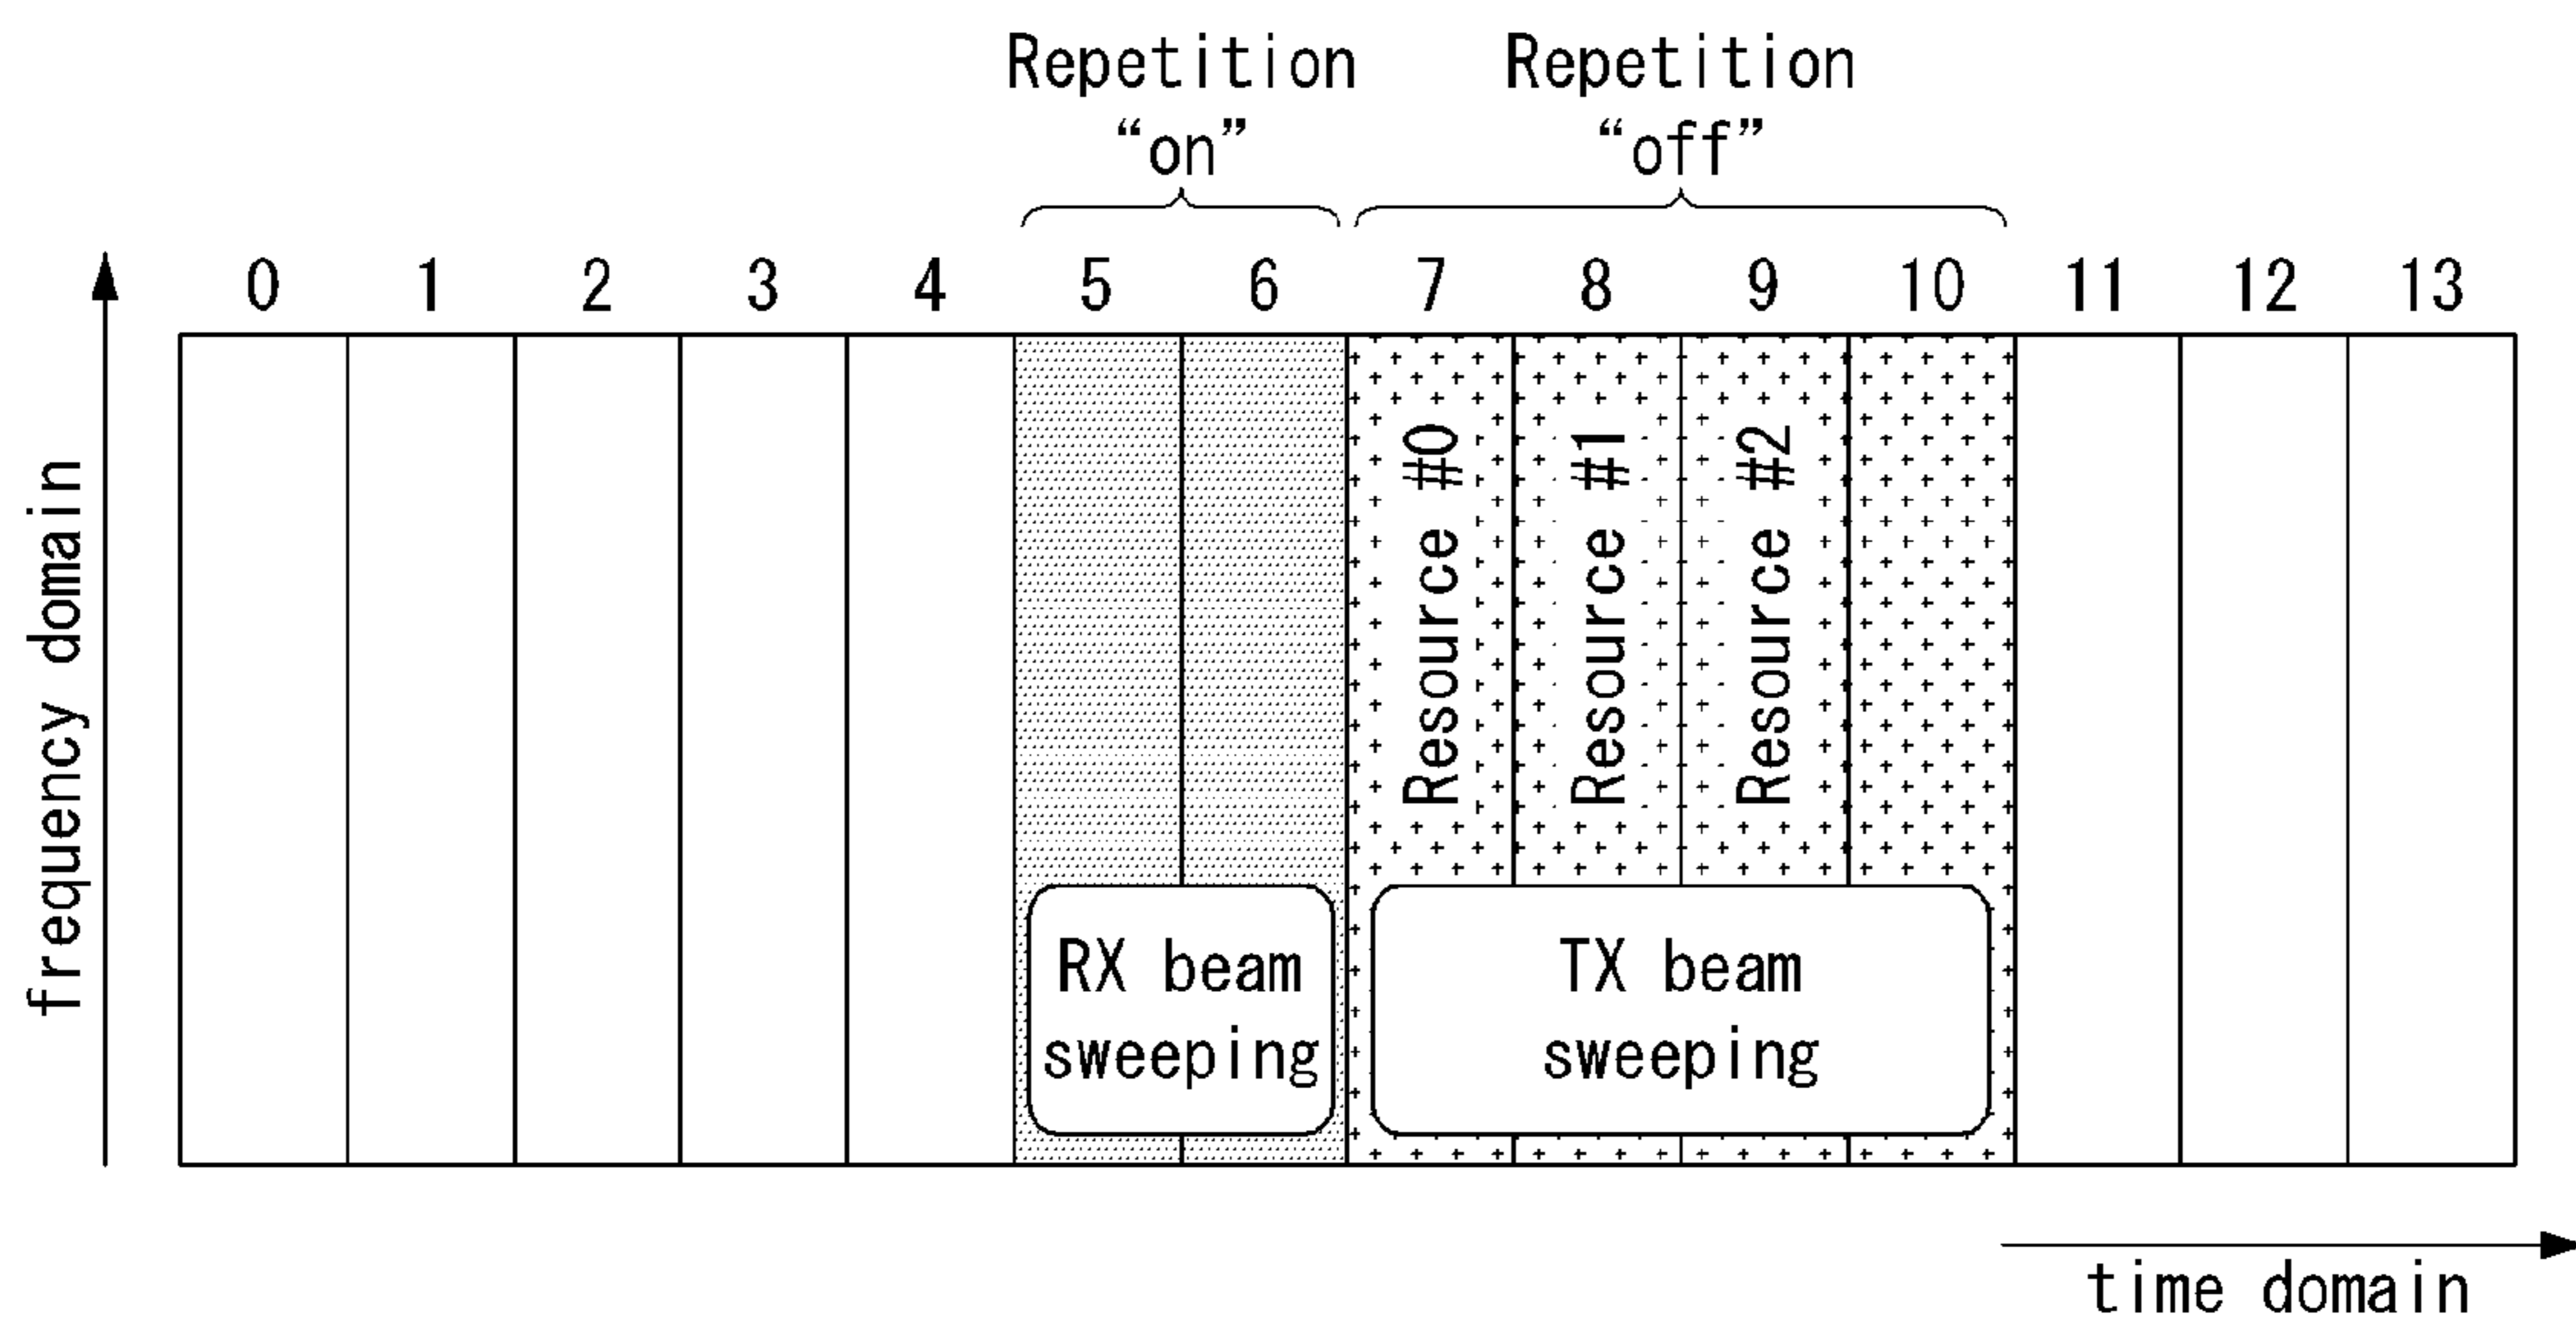 Repetition
“on”
Repetition
“off”
0 1 2 3 4 5 6 7 8 9 10 11 12 13
frequency domain
Resource #0
Resource #1
Resource #2
RX beam
sweeping
TX beam
sweeping
time domain